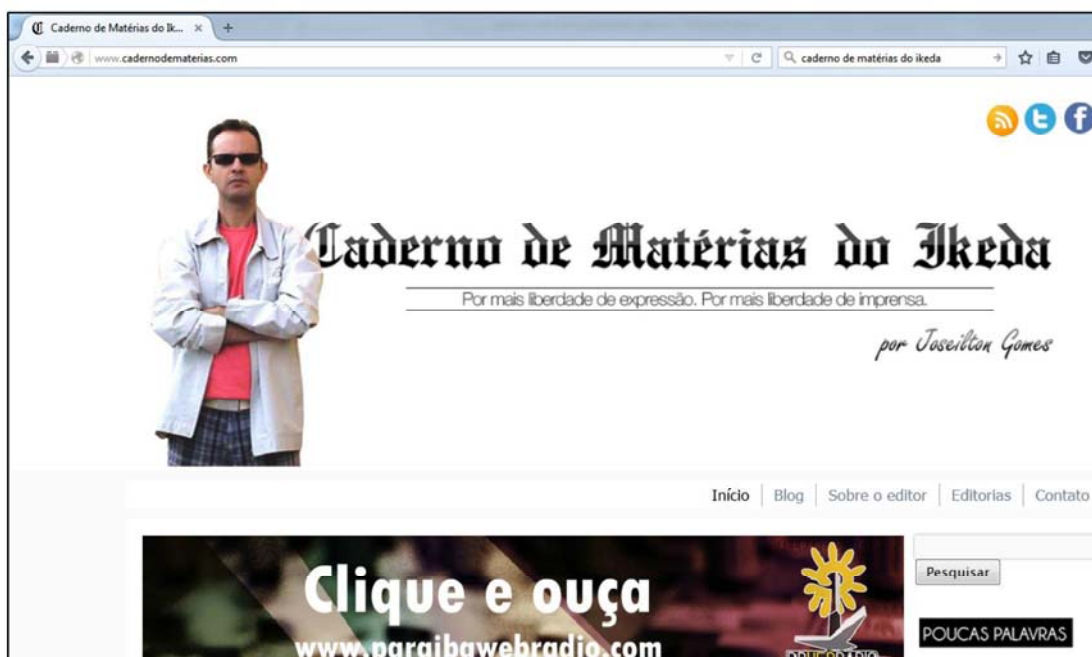 Caderno de Matérias do Ik...
www.cadernodematerias.com
caderno de matérias do ikeda
Caderno de Matérias do Ikeda
Por mais liberdade de expressão. Por mais liberdade de imprensa.
por Joseilton Gomes
Início Blog Sobre o editor Editorias Contato
Clique e ouça
www.paraibawebradio.com
Pesquisar
POUCAS PALAVRAS